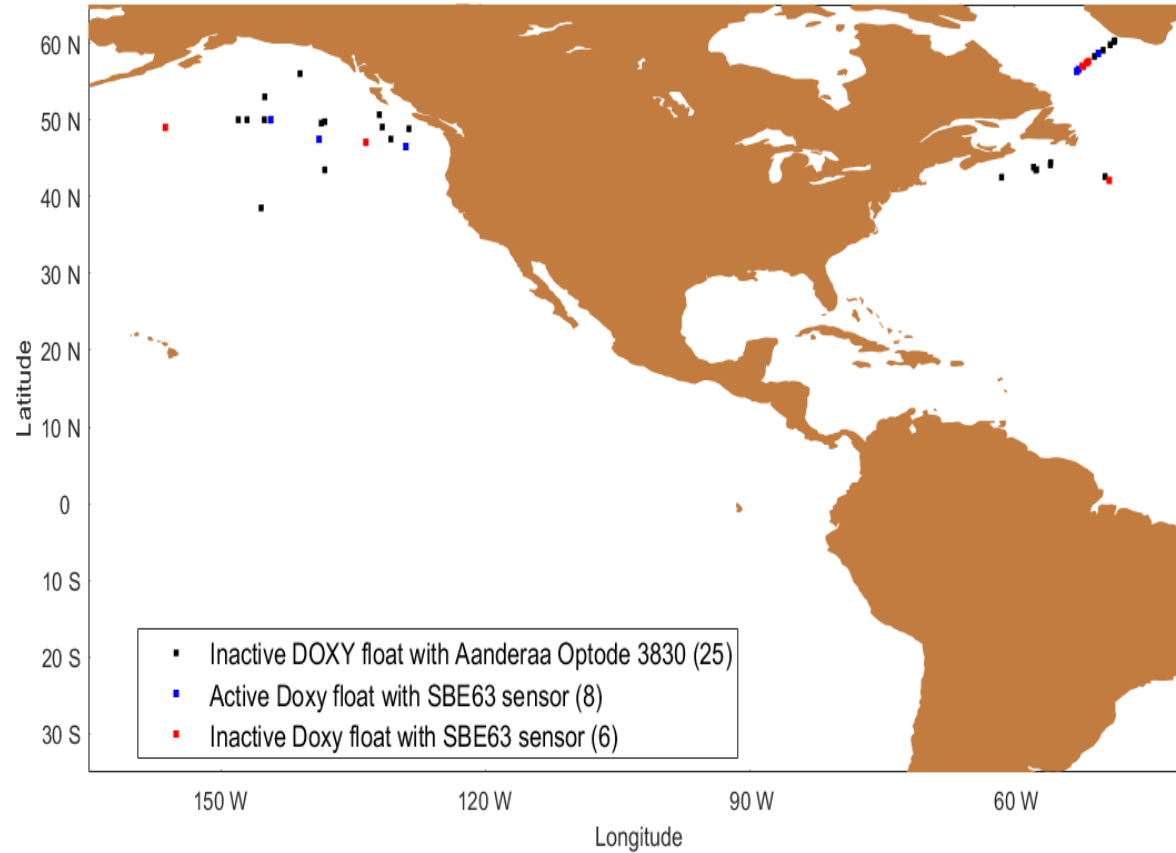 60 N
50 N
40 N
30 N
20 N
10 N
0
10 S
20 S
30 S
Latitude
Inactive DOXY float with Aanderaa Optode 3830 (25)
Active Doxy float with SBE63 sensor (8)
Inactive Doxy float with SBE63 sensor (6)
150 W
120 W
90 W
60 W
Longitude